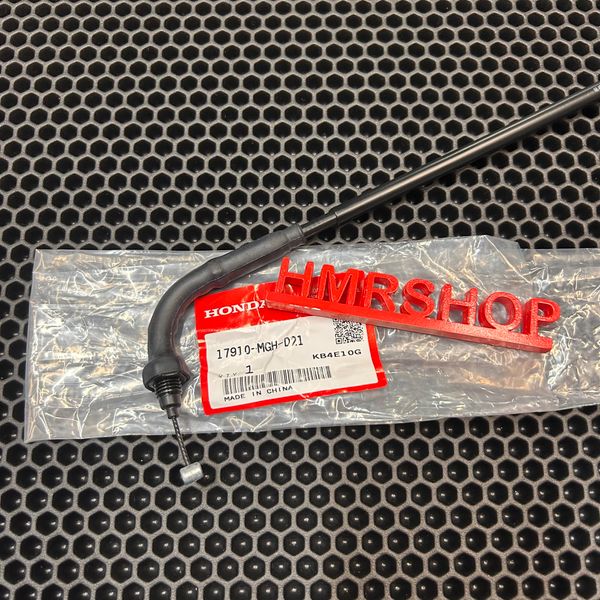 HMRSHOP
HONDA
17910-MGH-D21
KB4E10G
1
MADE IN CHINA